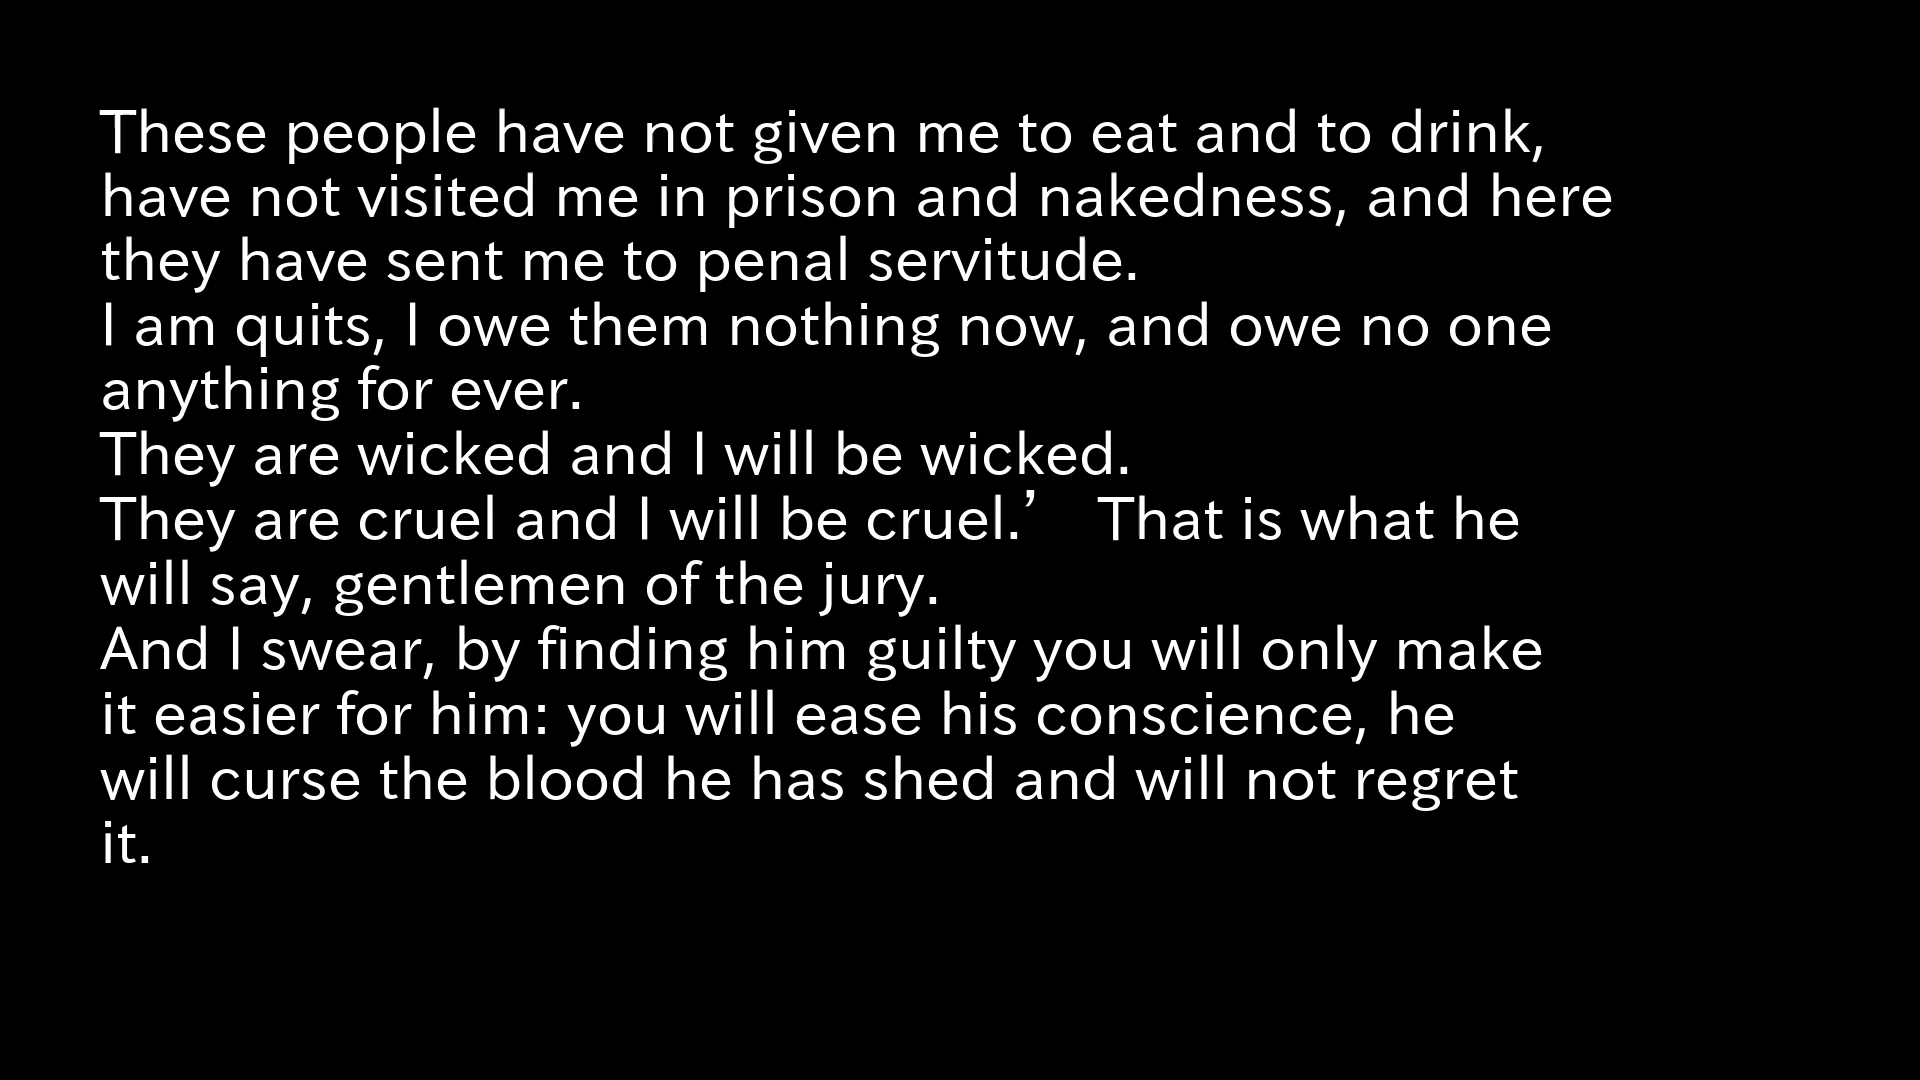 These people have not given me to eat and to drink,
have not visited me in prison and nakedness, and here
they have sent me to penal servitude.
I am quits, I owe them nothing now, and owe no one
anything for ever.
They are wicked and I will be wicked.
They are cruel and I will be cruel.’ That is what he
will say, gentlemen of the jury.
And I swear, by finding him guilty you will only make
it easier for him: you will ease his conscience, he
will curse the blood he has shed and will not regret
it.